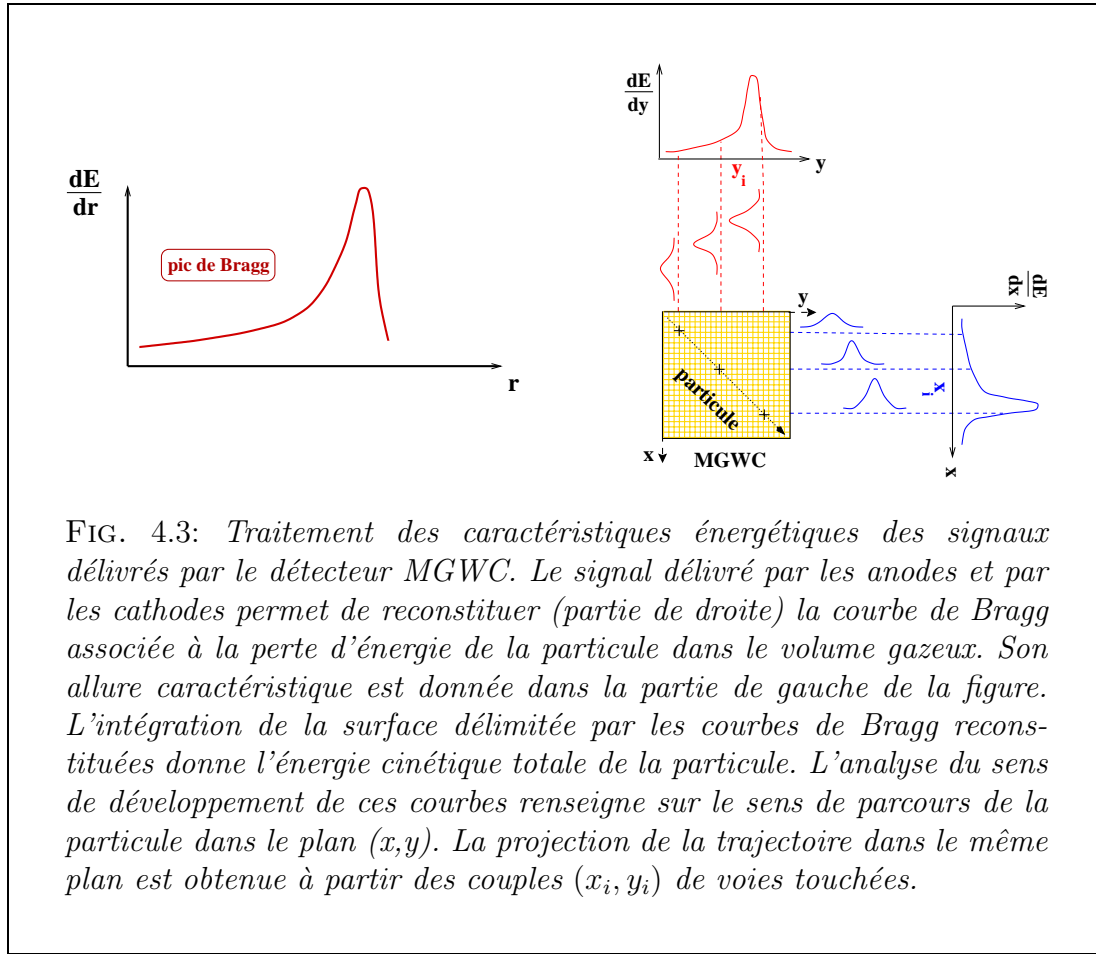 dE
dr
pic de Bragg
r
dE
dy
y
y_i
y
dE
dx
x_i
x
particule
x
MGWC
FIG. 4.3: Traitement des caractéristiques énergétiques des signaux
délivrés par le détecteur MGWC. Le signal délivré par les anodes et par
les cathodes permet de reconstituer (partie de droite) la courbe de Bragg
associée à la perte d'énergie de la particule dans le volume gazeux. Son
allure caractéristique est donnée dans la partie de gauche de la figure.
L'intégration de la surface délimitée par les courbes de Bragg recons-
tituées donne l'énergie cinétique totale de la particule. L'analyse du sens
de développement de ces courbes renseigne sur le sens de parcours de la
particule dans le plan (x,y). La projection de la trajectoire dans le même
plan est obtenue à partir des couples (x_i, y_i) de voies touchées.